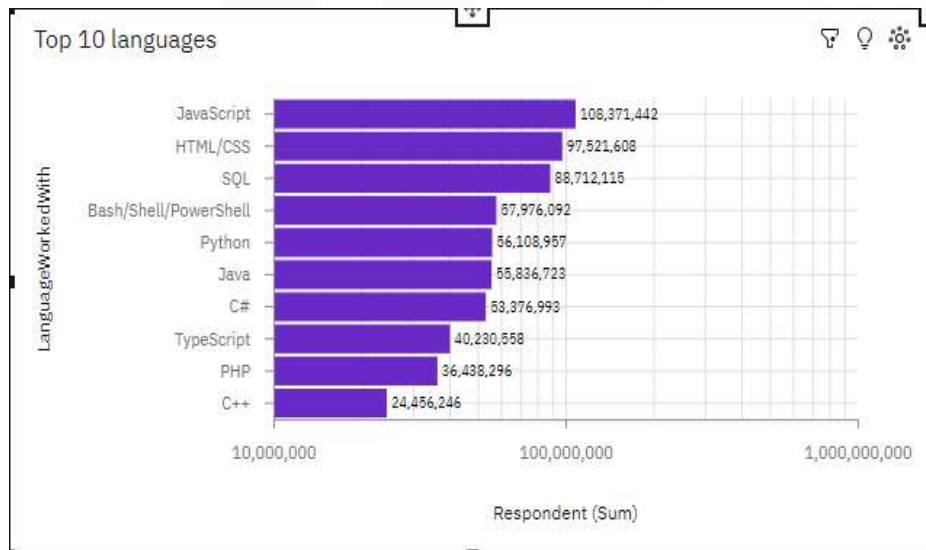 Top 10 languages
LanguageWorkedWith
JavaScript 108,371,442
HTML/CSS 97,521,608
SQL 88,712,115
Bash/Shell/PowerShell 57,976,092
Python 56,108,957
Java 55,836,723
C# 53,376,993
TypeScript 40,230,558
PHP 36,438,296
C++ 24,456,246
10,000,000 100,000,000 1,000,000,000
Respondent (Sum)